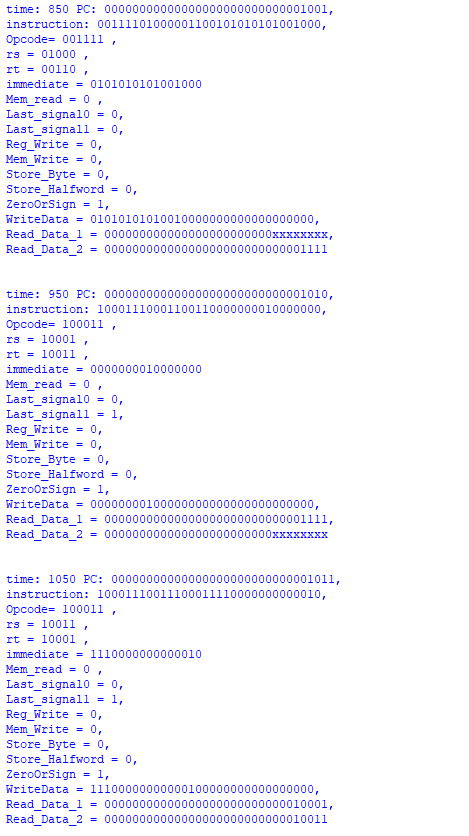 time: 850 PC: 00000000000000000000000000001001,
instruction: 00111101000001100101010101001000,
Opcode= 001111 ,
rs = 01000 ,
rt = 00110 ,
immediate = 0101010101001000
Mem_read = 0 ,
Last_signal0 = 0,
Last_signal1 = 0,
Reg_Write = 0,
Mem_Write = 0,
Store_Byte = 0,
Store_Halfword = 0,
ZeroOrSign = 1,
WriteData = 01010101010010000000000000000000,
Read_Data_1 = 000000000000000000000000xxxxxxxx,
Read_Data_2 = 00000000000000000000000000001111
time: 950 PC: 00000000000000000000000000001010,
instruction: 10001110001100110000000010000000,
Opcode= 100011 ,
rs = 10001 ,
rt = 10011 ,
immediate = 0000000010000000
Mem_read = 0 ,
Last_signal0 = 0,
Last_signal1 = 1,
Reg_Write = 0,
Mem_Write = 0,
Store_Byte = 0,
Store_Halfword = 0,
ZeroOrSign = 1,
WriteData = 00000000100000000000000000000000,
Read_Data_1 = 00000000000000000000000000001111,
Read_Data_2 = 000000000000000000000000xxxxxxxx
time: 1050 PC: 00000000000000000000000000001011,
instruction: 10001110011100011110000000000010,
Opcode= 100011 ,
rs = 10011 ,
rt = 10001 ,
immediate = 1110000000000010
Mem_read = 0 ,
Last_signal0 = 0,
Last_signal1 = 1,
Reg_Write = 0,
Mem_Write = 0,
Store_Byte = 0,
Store_Halfword = 0,
ZeroOrSign = 1,
WriteData = 11100000000000100000000000000000,
Read_Data_1 = 00000000000000000000000000010001,
Read_Data_2 = 00000000000000000000000000010011